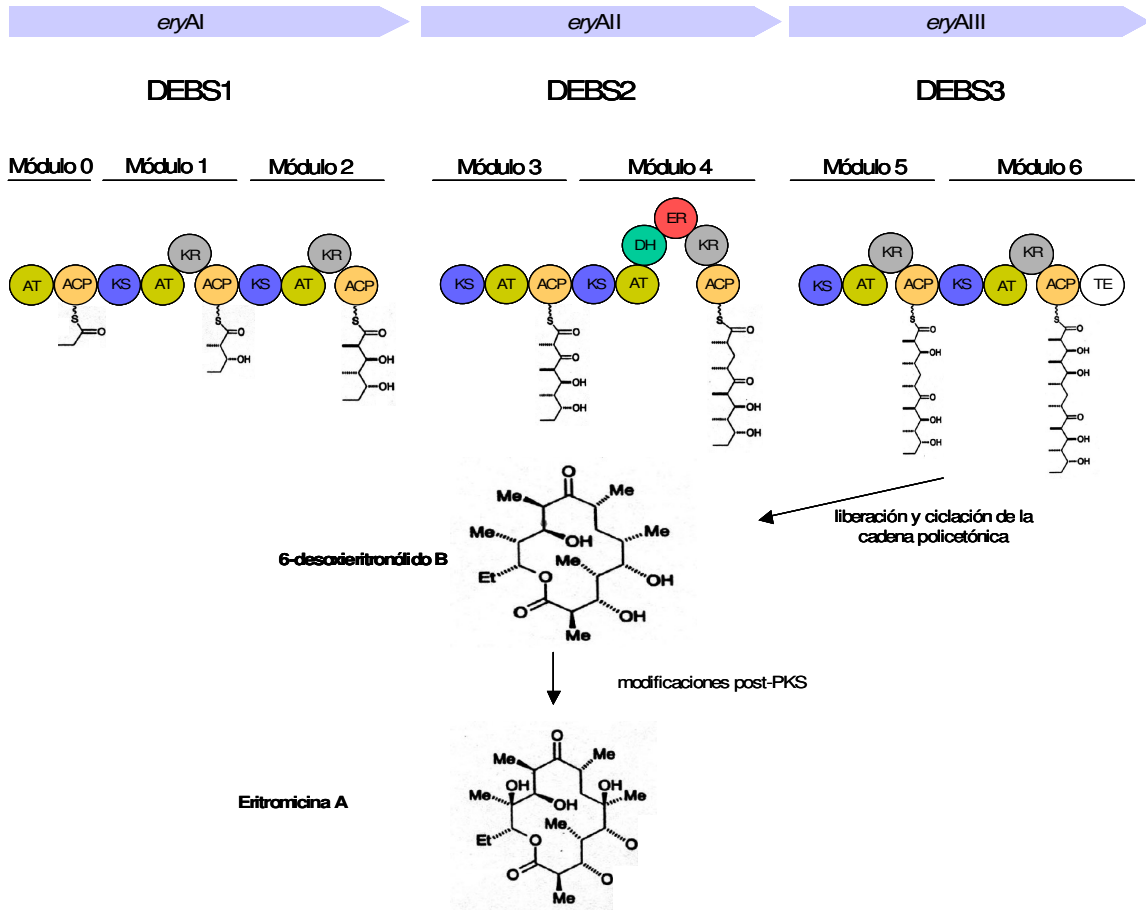 eryAI eryAII eryAIII
DEBS1 DEBS2 DEBS3
Módulo 0 Módulo 1 Módulo 2 Módulo 3 Módulo 4 Módulo 5 Módulo 6
ER
KR KR DH KR KR KR
AT ACP KS AT ACP KS AT ACP KS AT ACP KS AT ACP KS AT ACP KS AT ACP TE
S O S O S O S O S O S O S O
OH OH O OH OH
OH OH O O
OH OH OH OH
OH OH O
OH OH OH
OH
O
Me Me
liberación y ciclación de la
cadena policetónica
Me OH Me
6-desoxieritronólido B Me
Et O OH
O OH
Me
modificaciones post-PKS
O
Me Me
OH OH
Eritromicina A Me OH Me
Me
Et O O
O O
Me